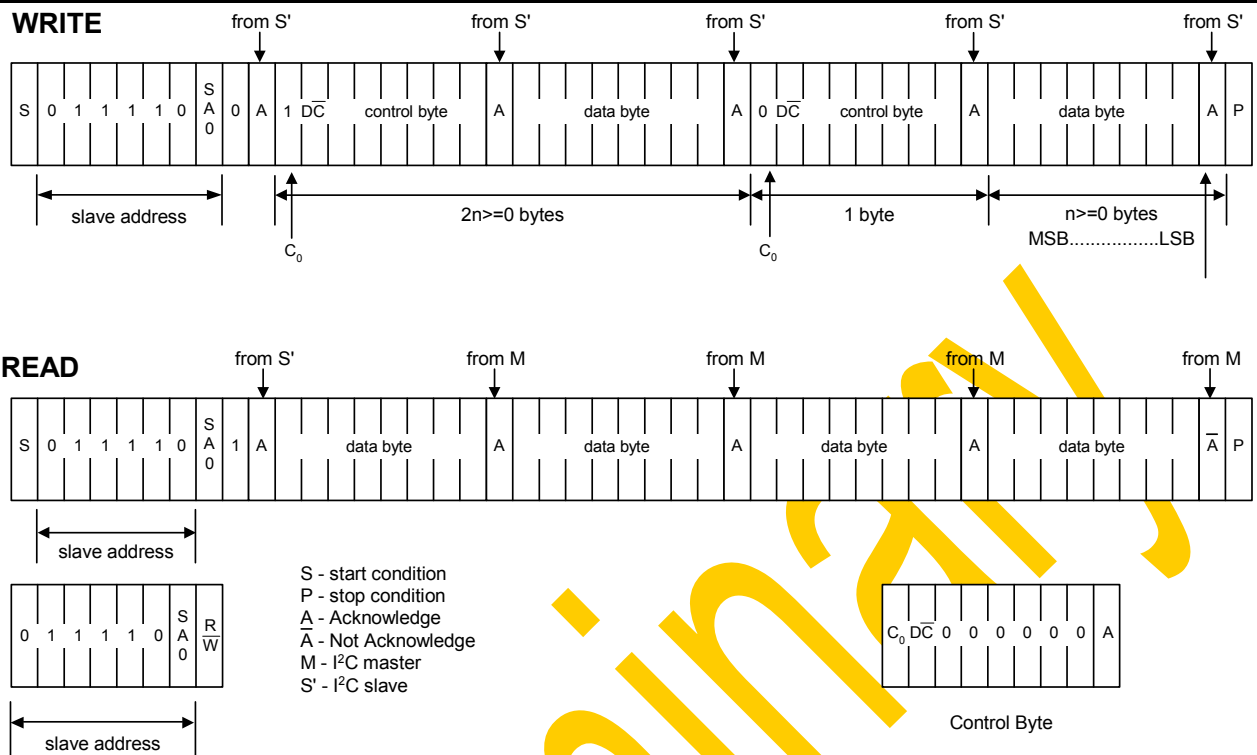 WRITE
from S' from S' from S' from S' from S'
S 0 1 1 1 1 0 SA0 0 A 1 DC̅ control byte A data byte A 0 DC̅ control byte A data byte A P
slave address 2n>=0 bytes 1 byte n>=0 bytes
MSB.................LSB
C₀ C₀
READ
from S' from M from M from M from M
S 0 1 1 1 1 0 SA0 1 A data byte A data byte A data byte A data byte A̅ P
slave address
0 1 1 1 1 0 SA0 R/W̅
slave address
S - start condition
P - stop condition
A - Acknowledge
A̅ - Not Acknowledge
M - I²C master
S' - I²C slave
C₀ DC̅ 0 0 0 0 0 0 A
Control Byte